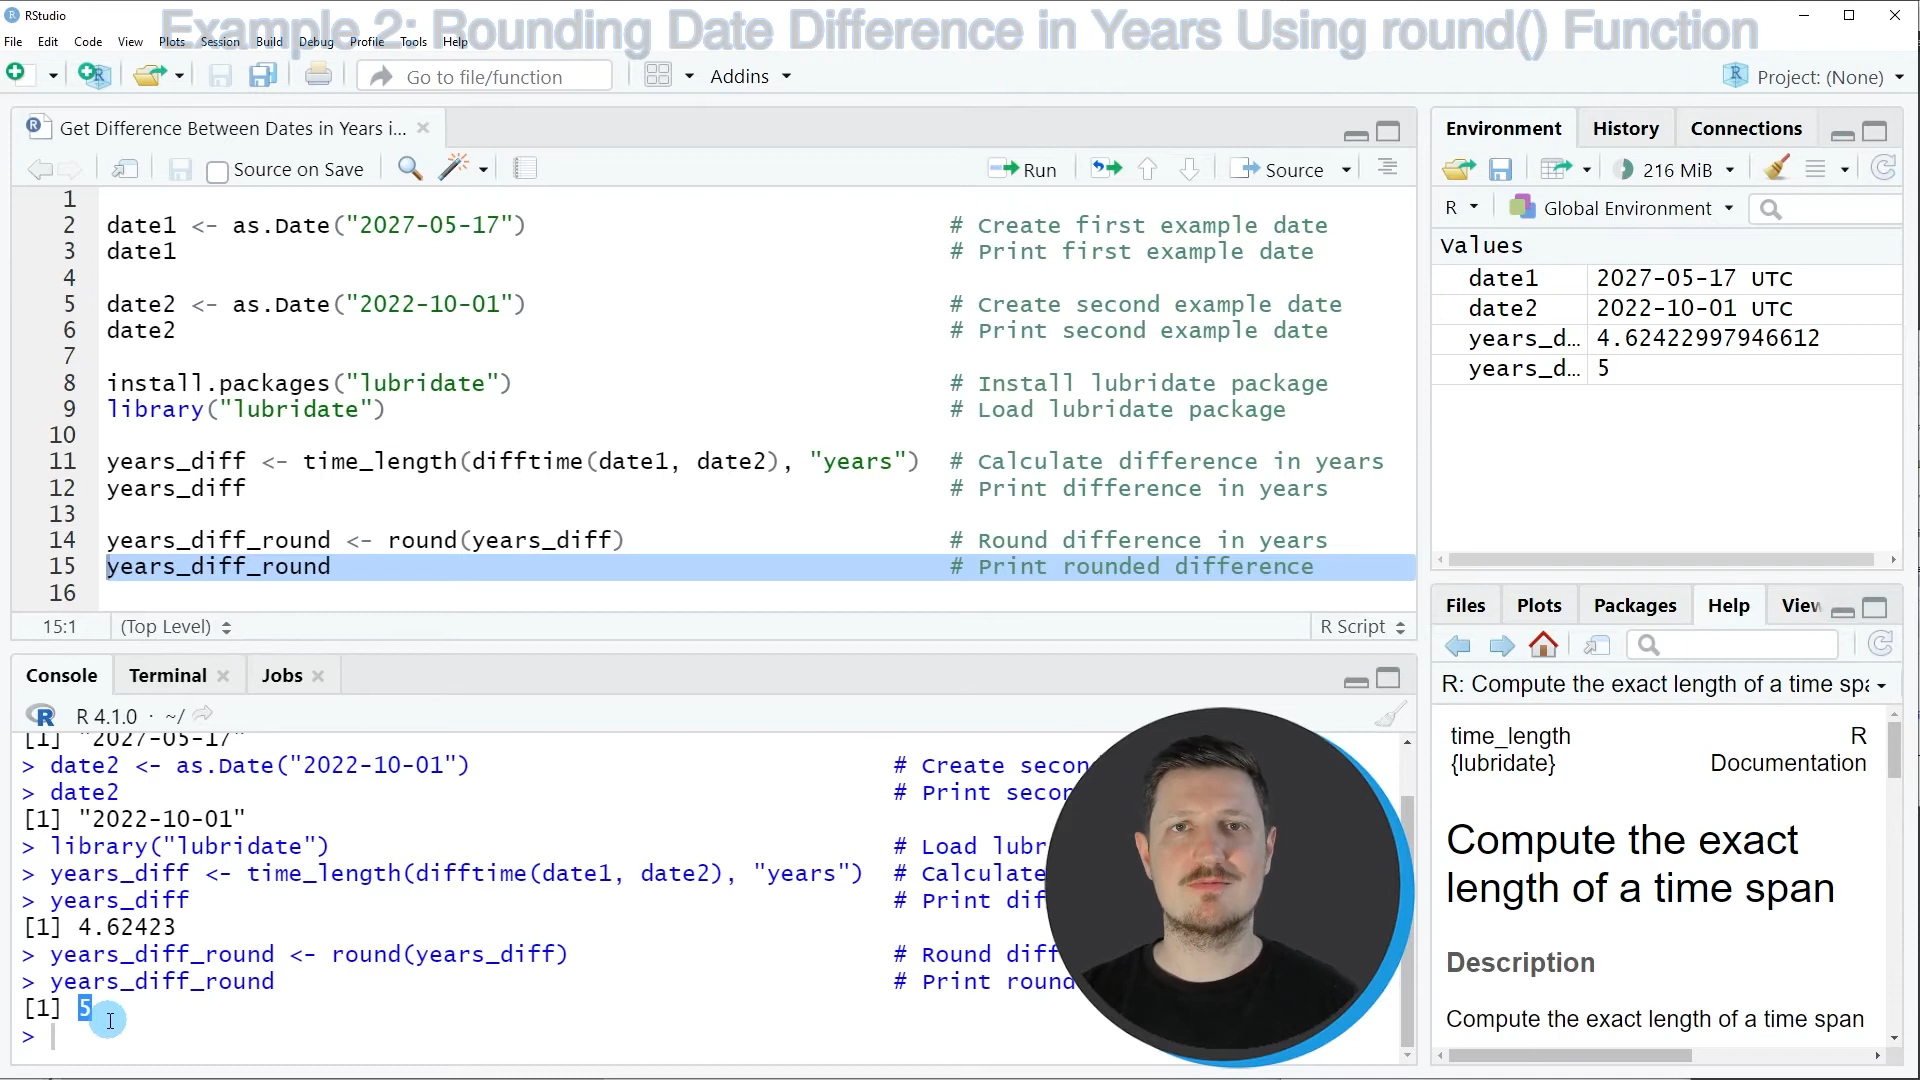 Example 2: Rounding Date Difference in Years Using round() Function
RStudio
File Edit Code View Plots Session Build Debug Profile Tools Help
Go to file/function Addins Project: (None)
Get Difference Between Dates in Years i...
Source on Save Run Source
1
2 date1 <- as.Date("2027-05-17") # Create first example date
3 date1 # Print first example date
4
5 date2 <- as.Date("2022-10-01") # Create second example date
6 date2 # Print second example date
7
8 install.packages("lubridate") # Install lubridate package
9 library("lubridate") # Load lubridate package
10
11 years_diff <- time_length(difftime(date1, date2), "years") # Calculate difference in years
12 years_diff # Print difference in years
13
14 years_diff_round <- round(years_diff) # Round difference in years
15 years_diff_round # Print rounded difference
16
15:1 (Top Level) R Script
Console Terminal Jobs
R 4.1.0 · ~/
[1] "2027-05-17"
> date2 <- as.Date("2022-10-01") # Create secon
> date2 # Print secon
[1] "2022-10-01"
> library("lubridate") # Load lubr
> years_diff <- time_length(difftime(date1, date2), "years") # Calculate
> years_diff # Print dif
[1] 4.62423
> years_diff_round <- round(years_diff) # Round diff
> years_diff_round # Print round
[1] 5
>
Environment History Connections
216 MiB
R Global Environment
Values
date1 2027-05-17 UTC
date2 2022-10-01 UTC
years_d... 4.62422997946612
years_d... 5
Files Plots Packages Help View
R: Compute the exact length of a time spa
time_length R
{lubridate} Documentation
Compute the exact
length of a time span
Description
Compute the exact length of a time span